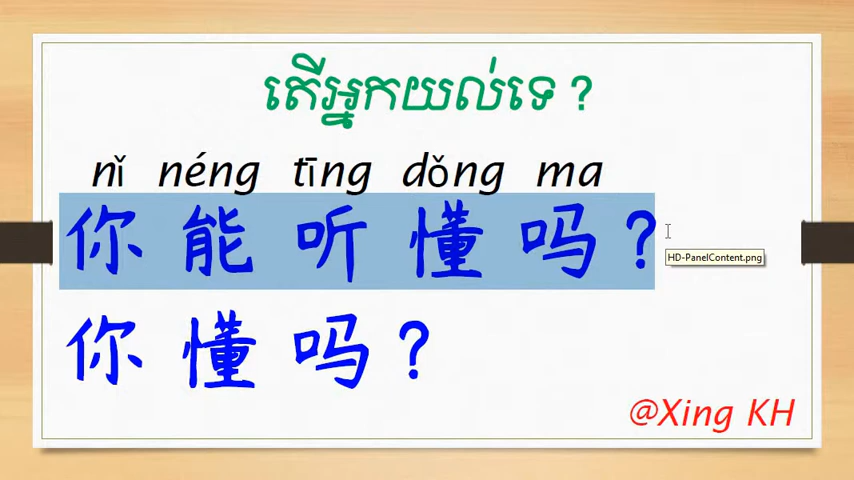 តើអ្នកយល់ទេ ?
nǐ néng tīng dǒng ma
你 能 听 懂 吗 ?
HD-PanelContent.png
你 懂 吗 ?
@Xing KH